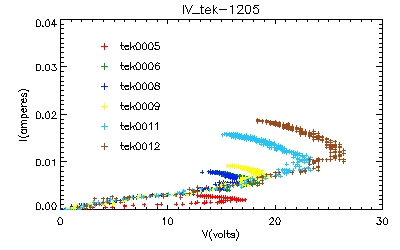 IV_tek-1205
0.04
0.03
0.02
0.01
0.00
I(amperes)
tek0005
tek0006
tek0008
tek0009
tek0011
tek0012
0 10 20 30
V(volts)